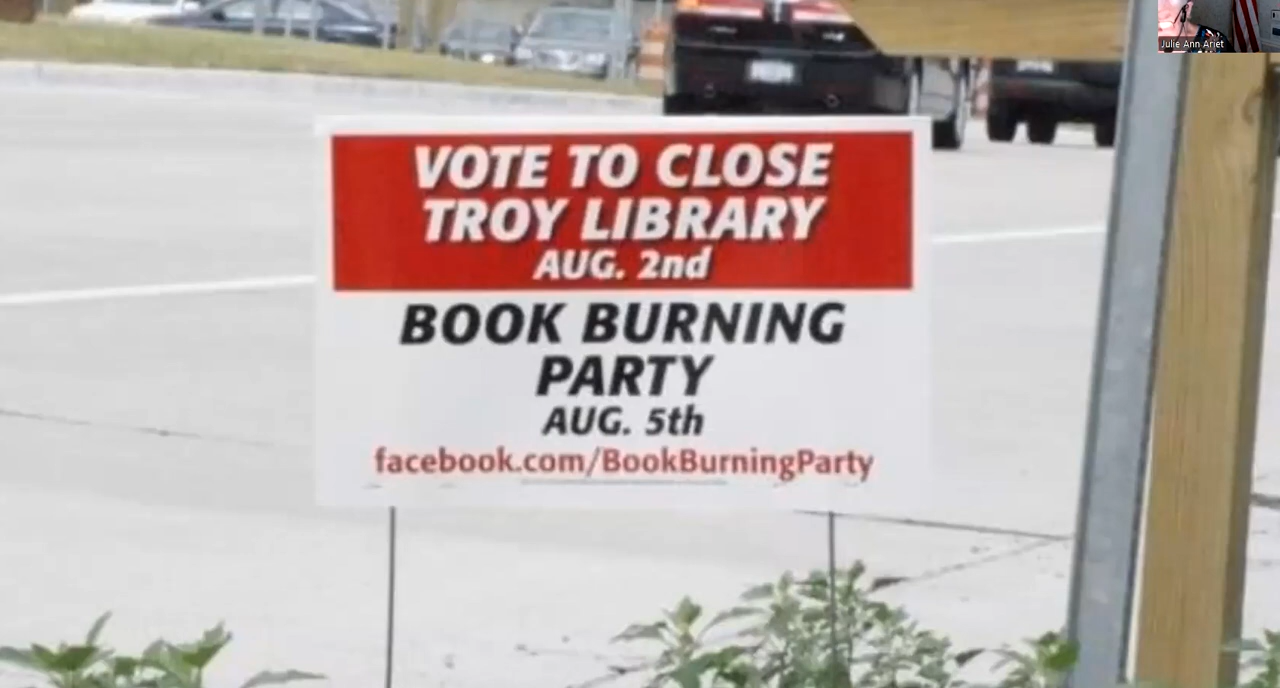 Julie Ann Ariet
VOTE TO CLOSE
TROY LIBRARY
AUG. 2nd
BOOK BURNING
PARTY
AUG. 5th
facebook.com/BookBurningParty